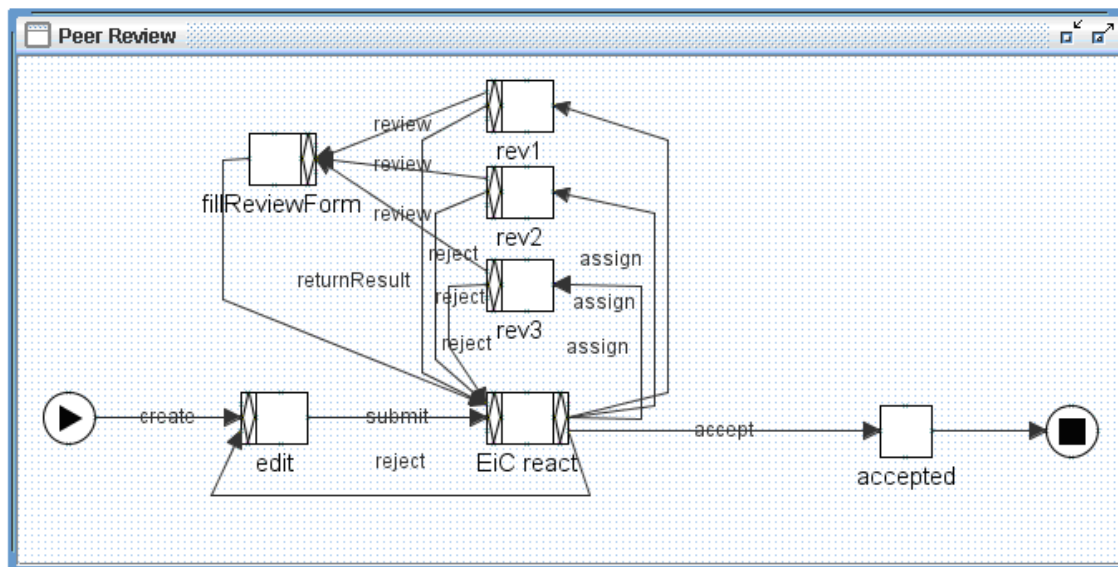 Peer Review
rev1
review
fillReviewForm
review
rev2
review
reject
assign
returnResult
reject
assign
rev3
reject
assign
create
submit
accept
edit
reject
EiC react
accepted